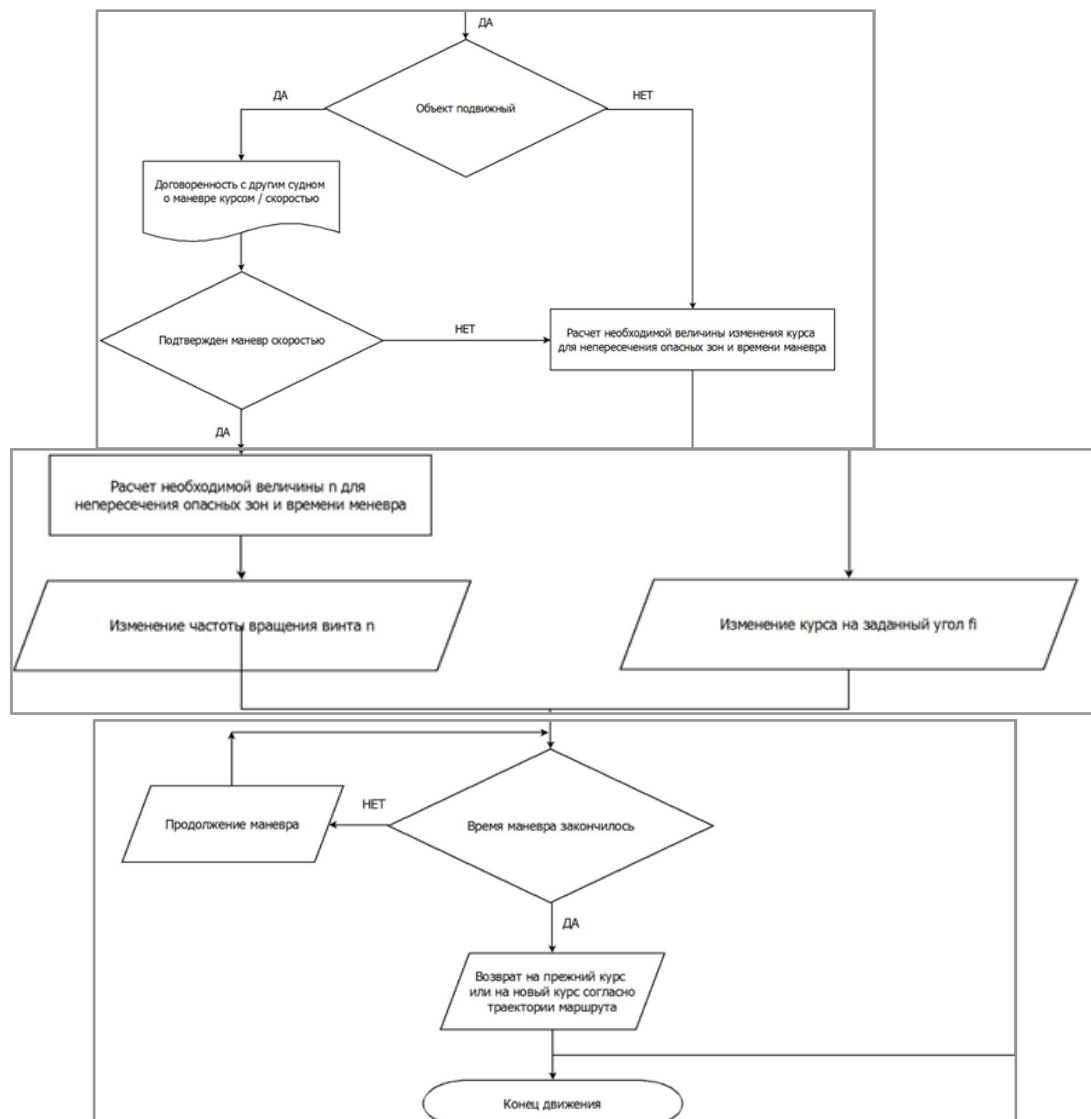 ДА
Объект подвижный
ДА
НЕТ
Договоренность с другим судном
о маневре курсом / скоростью
Подтвержден маневр скоростью
НЕТ
Расчет необходимой величины изменения курса
для непересечения опасных зон и времени маневра
ДА
Расчет необходимой величины n для
непересечения опасных зон и времени меневра
Изменение частоты вращения винта n
Изменение курса на заданный угол fi
Продолжение маневра
НЕТ
Время маневра закончилось
ДА
Возврат на прежний курс
или на новый курс согласно
траектории маршрута
Конец движения